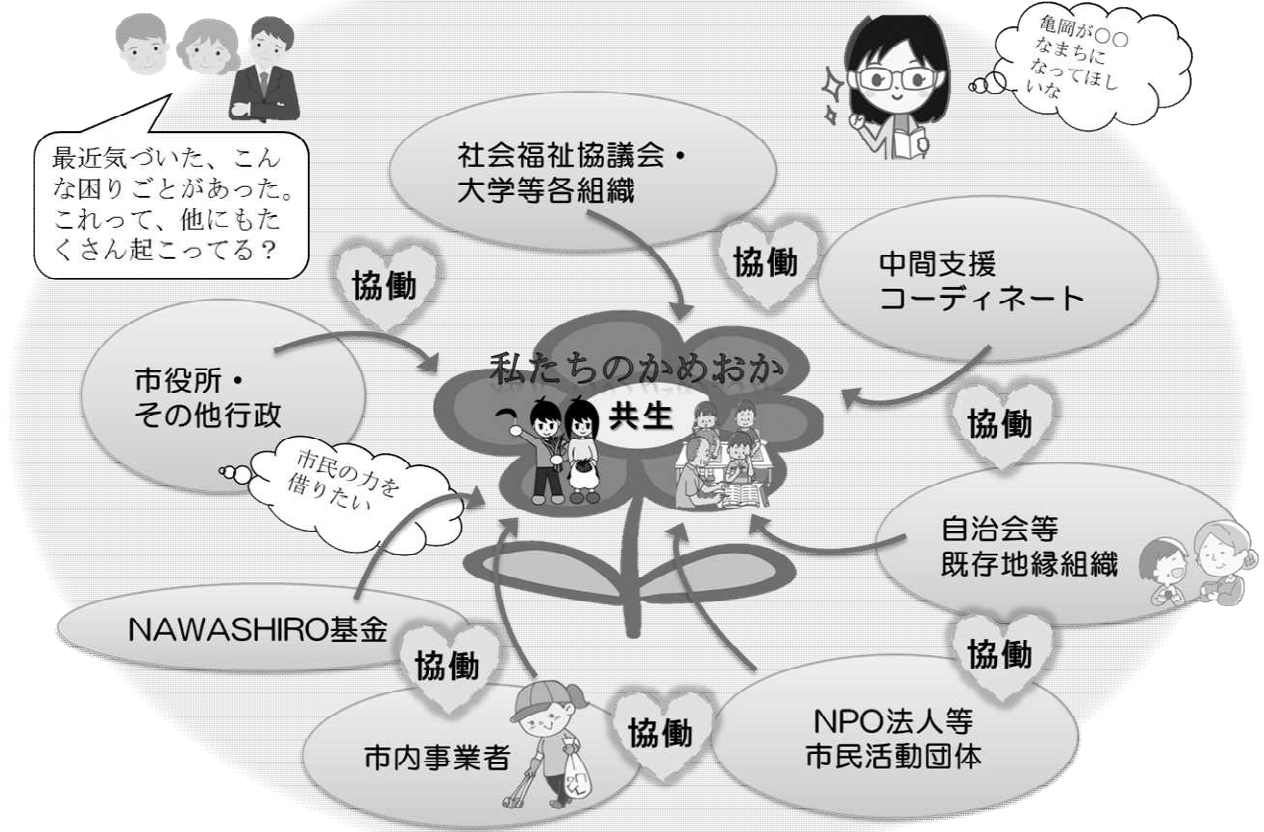 亀岡が〇〇
なまちに
なってほし
いな
最近気づいた、こん
な困りごとがあった。
これって、他にもた
くさん起こってる？
社会福祉協議会・
大学等各組織
協働
協働
中間支援
コーディネート
市役所・
その他行政
私たちのかめおか
共生
協働
市民の力を
借りたい
自治会等
既存地縁組織
NAWASHIRO基金
協働
協働
市内事業者
協働
NPO法人等
市民活動団体